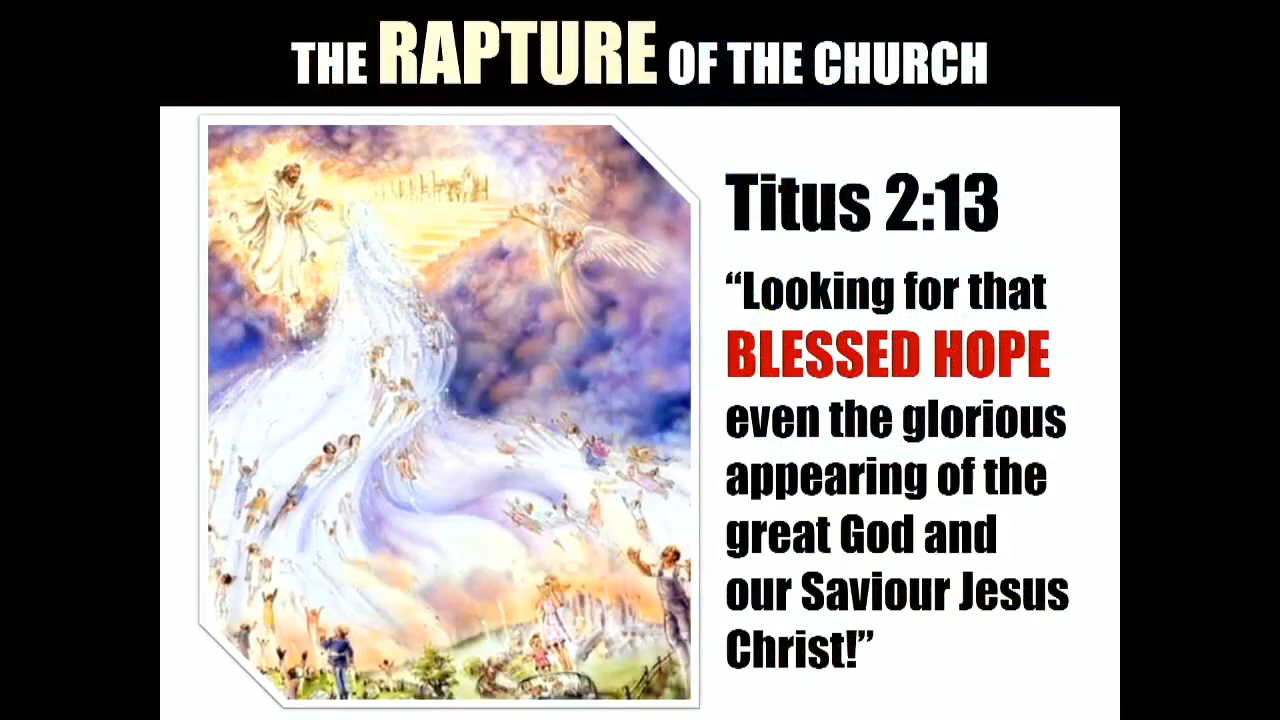 THE RAPTURE OF THE CHURCH
Titus 2:13
“Looking for that
BLESSED HOPE
even the glorious
appearing of the
great God and
our Saviour Jesus
Christ!”